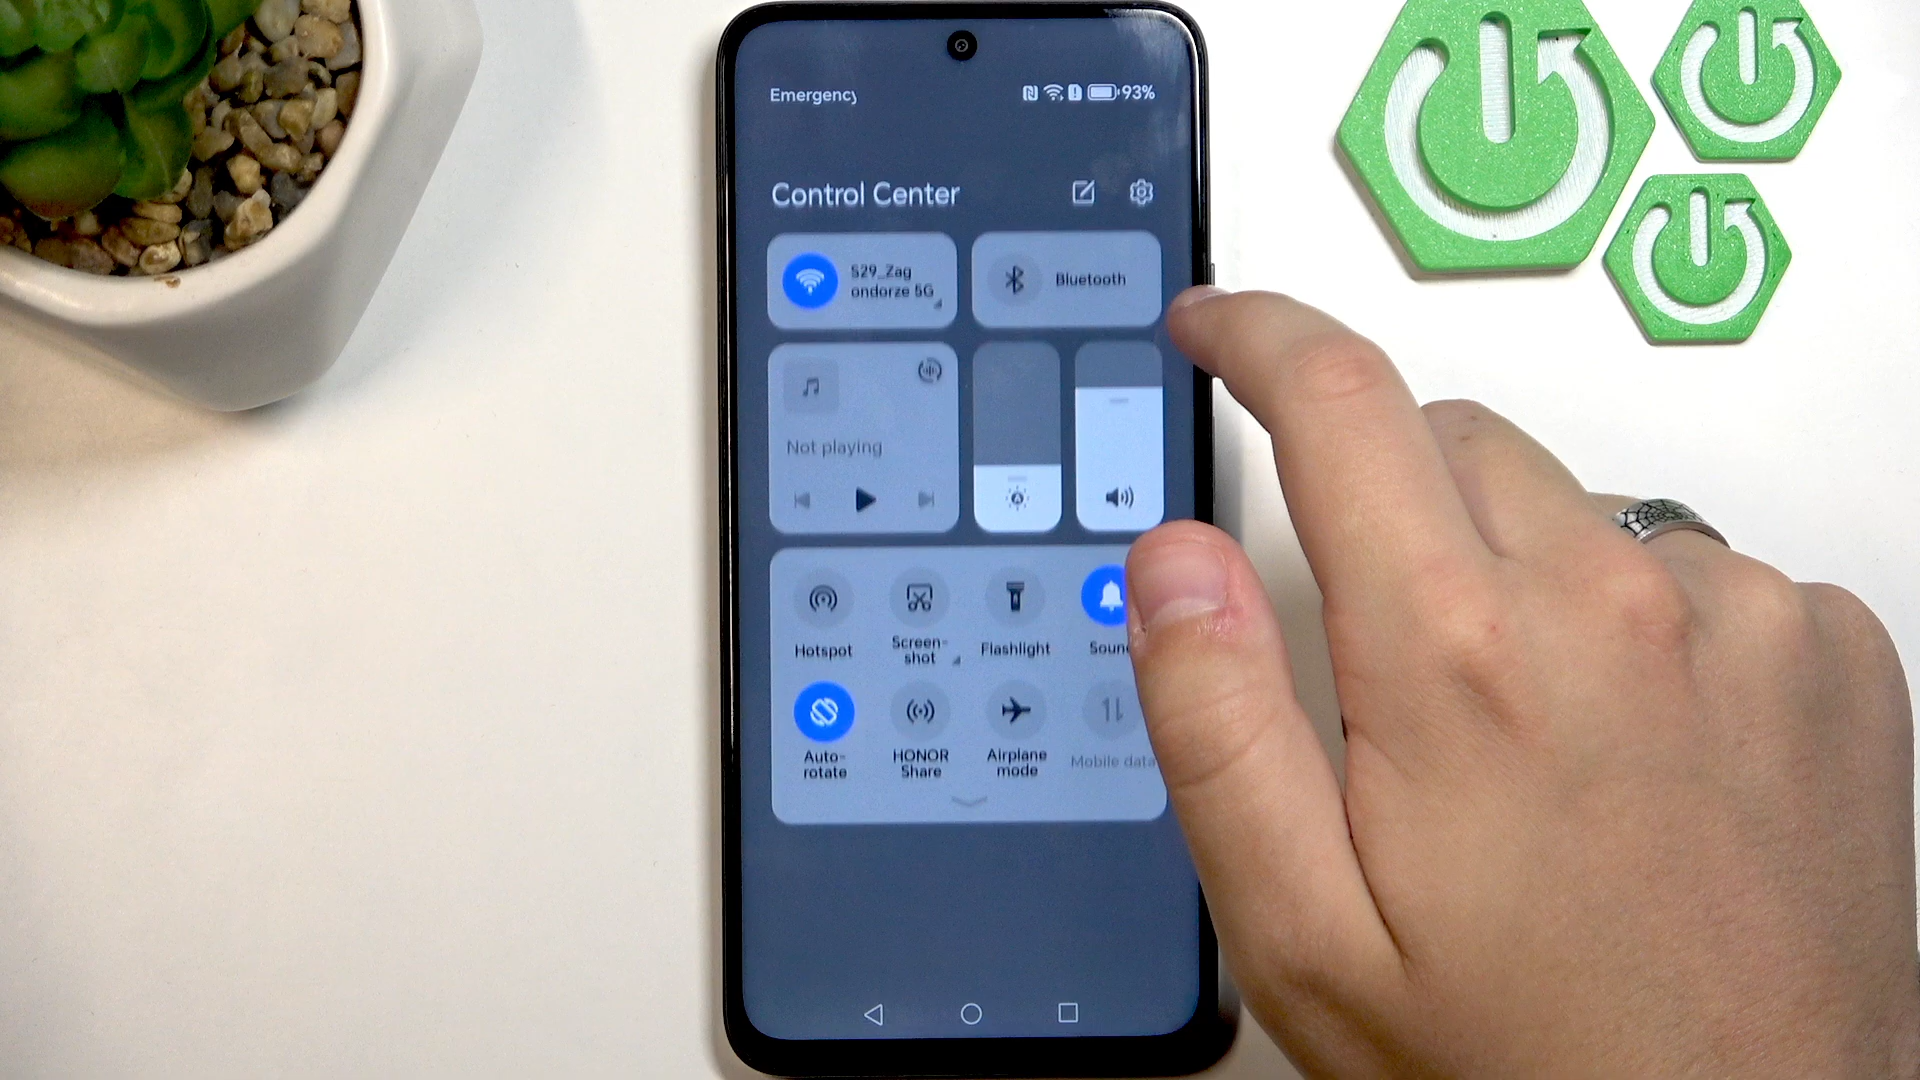 Emergency
93%
Control Center
S29_Zag
ondorze 5G
Bluetooth
Not playing
Hotspot
Screen-
shot
Flashlight
Soun
Auto-
rotate
HONOR
Share
Airplane
mode
Mobile data